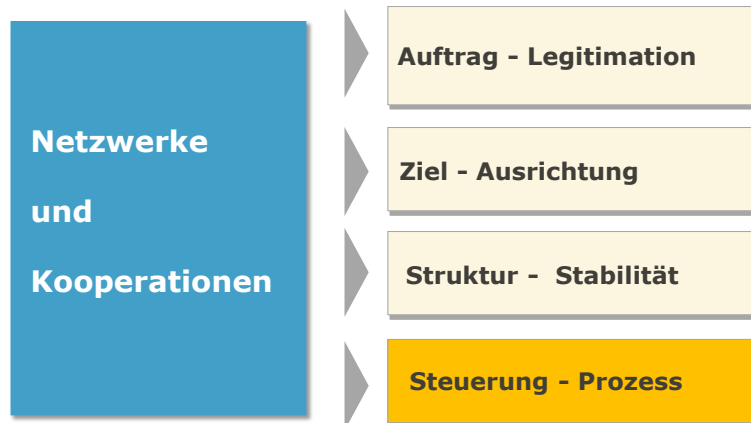 Netzwerke
und
Kooperationen
Auftrag - Legitimation
Ziel - Ausrichtung
Struktur - Stabilität
Steuerung - Prozess